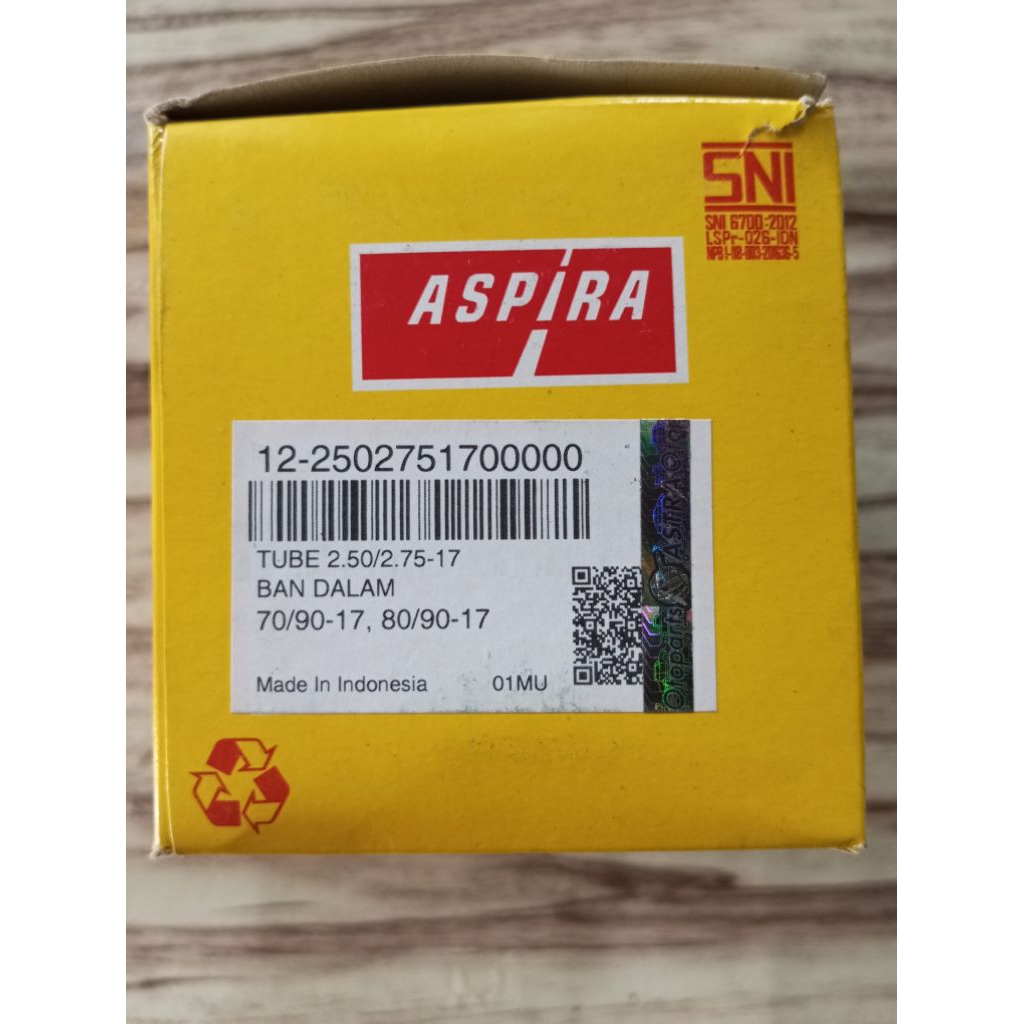 SNI
SNI 6700:2012
LSPr-026-IDN
ASPIRA
12-2502751700000
TUBE 2.50/2.75-17
BAN DALAM
70/90-17, 80/90-17
Made In Indonesia 01MU